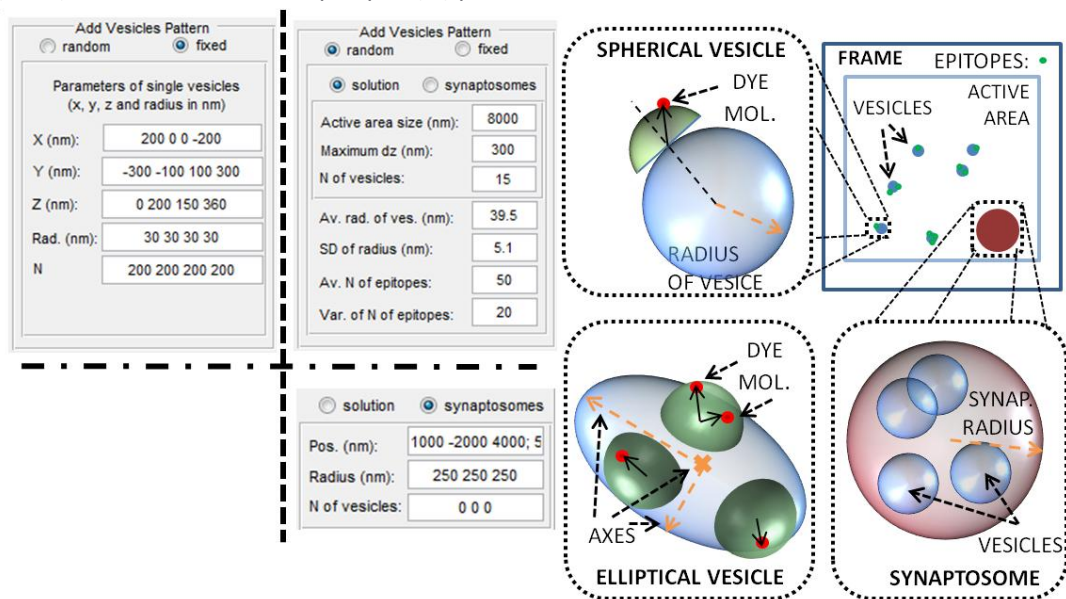 Add Vesicles Pattern
random fixed
Parameters of single vesicles
(x, y, z and radius in nm)
X (nm): 200 0 0 -200
Y (nm): -300 -100 100 300
Z (nm): 0 200 150 360
Rad. (nm): 30 30 30 30
N 200 200 200 200
Add Vesicles Pattern
random fixed
solution synaptosomes
Active area size (nm): 8000
Maximum dz (nm): 300
N of vesicles: 15
Av. rad. of ves. (nm): 39.5
SD of radius (nm): 5.1
Av. N of epitopes: 50
Var. of N of epitopes: 20
solution synaptosomes
Pos. (nm): 1000 -2000 4000; 5
Radius (nm): 250 250 250
N of vesicles: 0 0 0
SPHERICAL VESICLE
DYE
MOL.
RADIUS
OF VESICE
FRAME EPITOPES:
VESICLES ACTIVE
AREA
DYE
MOL.
AXES
ELLIPTICAL VESICLE
SYNAP.
RADIUS
VESICLES
SYNAPTOSOME